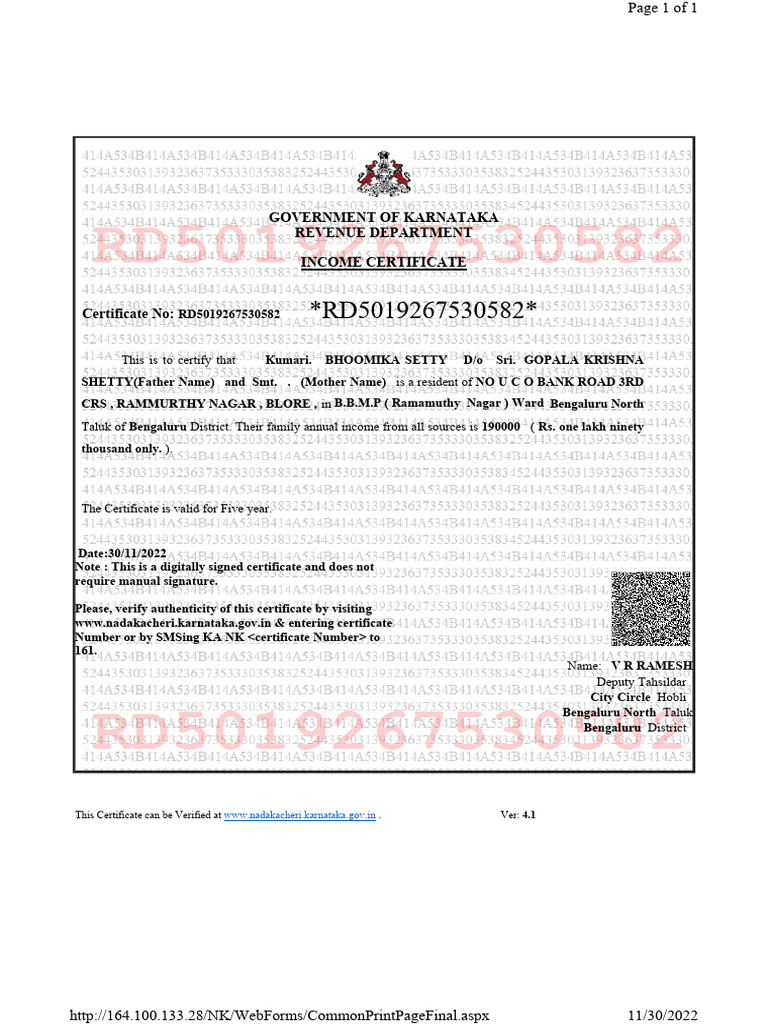 Page 1 of 1
GOVERNMENT OF KARNATAKA
REVENUE DEPARTMENT
INCOME CERTIFICATE
RD5019267530582
Certificate No: RD5019267530582 *RD5019267530582*
This is to certify that Kumari. BHOOMIKA SETTY D/o Sri. GOPALA KRISHNA
SHETTY(Father Name) and Smt. . (Mother Name) is a resident of NO U C O BANK ROAD 3RD
CRS , RAMMURTHY NAGAR , BLORE , in B.B.M.P ( Ramamuthy Nagar ) Ward Bengaluru North
Taluk of Bengaluru District. Their family annual income from all sources is 190000 ( Rs. one lakh ninety
thousand only. ).
The Certificate is valid for Five year.
Date:30/11/2022
Note : This is a digitally signed certificate and does not
require manual signature.
Please, verify authenticity of this certificate by visiting
www.nadakacheri.karnataka.gov.in & entering certificate
Number or by SMSing KA NK <certificate Number> to
161.
Name: V R RAMESH
Deputy Tahsildar
City Circle Hobli
Bengaluru North Taluk
Bengaluru District
RD5019267530582
This Certificate can be Verified at www.nadakacheri.karnataka.gov.in .
Ver: 4.1
http://164.100.133.28/NK/WebForms/CommonPrintPageFinal.aspx
11/30/2022